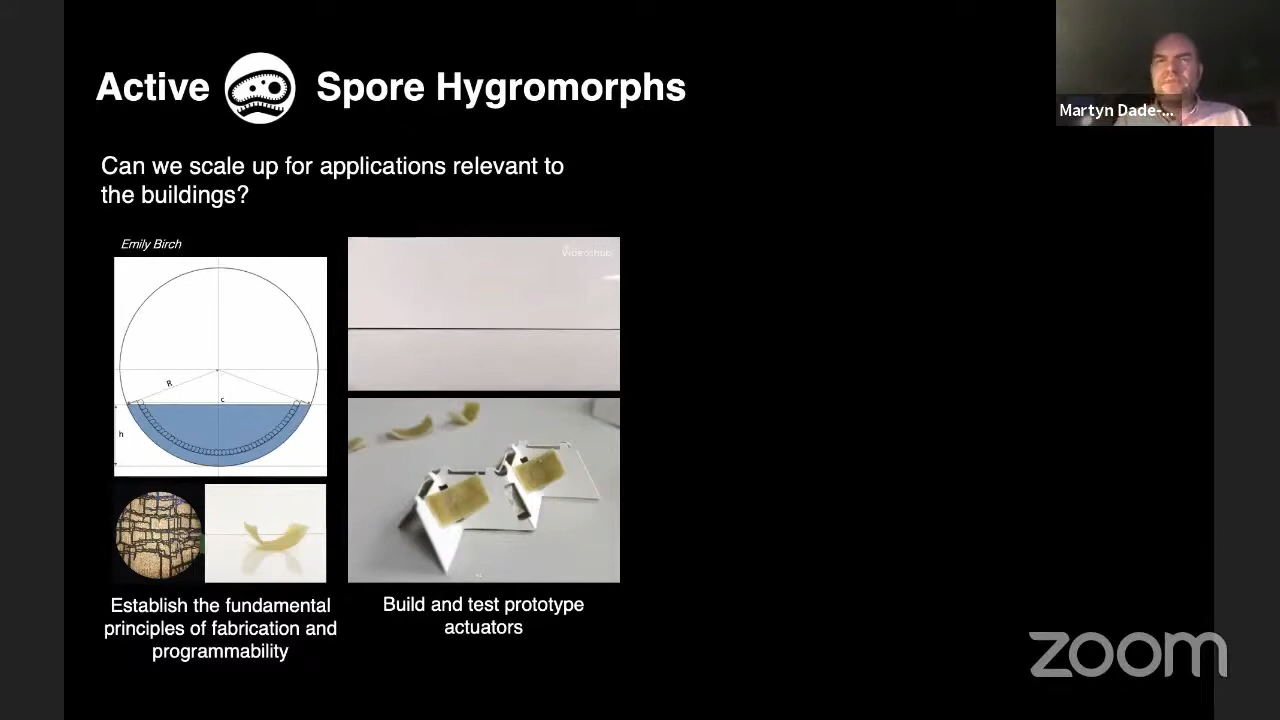 Active Spore Hygromorphs
Martyn Dade-...
Can we scale up for applications relevant to
the buildings?
Emily Birch
R
c
h
Establish the fundamental
principles of fabrication and
programmability
Build and test prototype
actuators
zoom